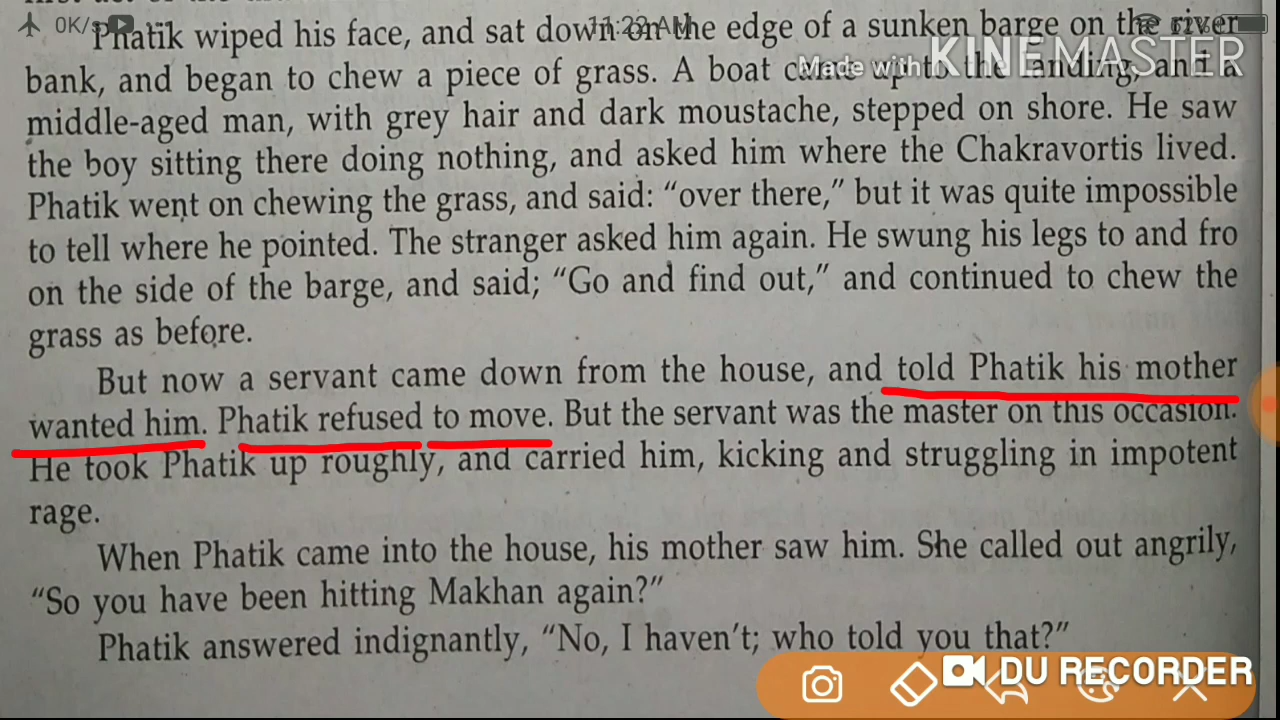 0K/s 11:22 AM
Phatik wiped his face, and sat down on the edge of a sunken barge on the river
Made with KINEMASTER
bank, and began to chew a piece of grass. A boat came up to the landing, and a
middle-aged man, with grey hair and dark moustache, stepped on shore. He saw
the boy sitting there doing nothing, and asked him where the Chakravortis lived.
Phatik went on chewing the grass, and said: “over there,” but it was quite impossible
to tell where he pointed. The stranger asked him again. He swung his legs to and fro
on the side of the barge, and said; “Go and find out,” and continued to chew the
grass as before.
But now a servant came down from the house, and told Phatik his mother
wanted him. Phatik refused to move. But the servant was the master on this occasion.
He took Phatik up roughly, and carried him, kicking and struggling in impotent
rage.
When Phatik came into the house, his mother saw him. She called out angrily,
“So you have been hitting Makhan again?”
Phatik answered indignantly, “No, I haven’t; who told you that?”
DU RECORDER